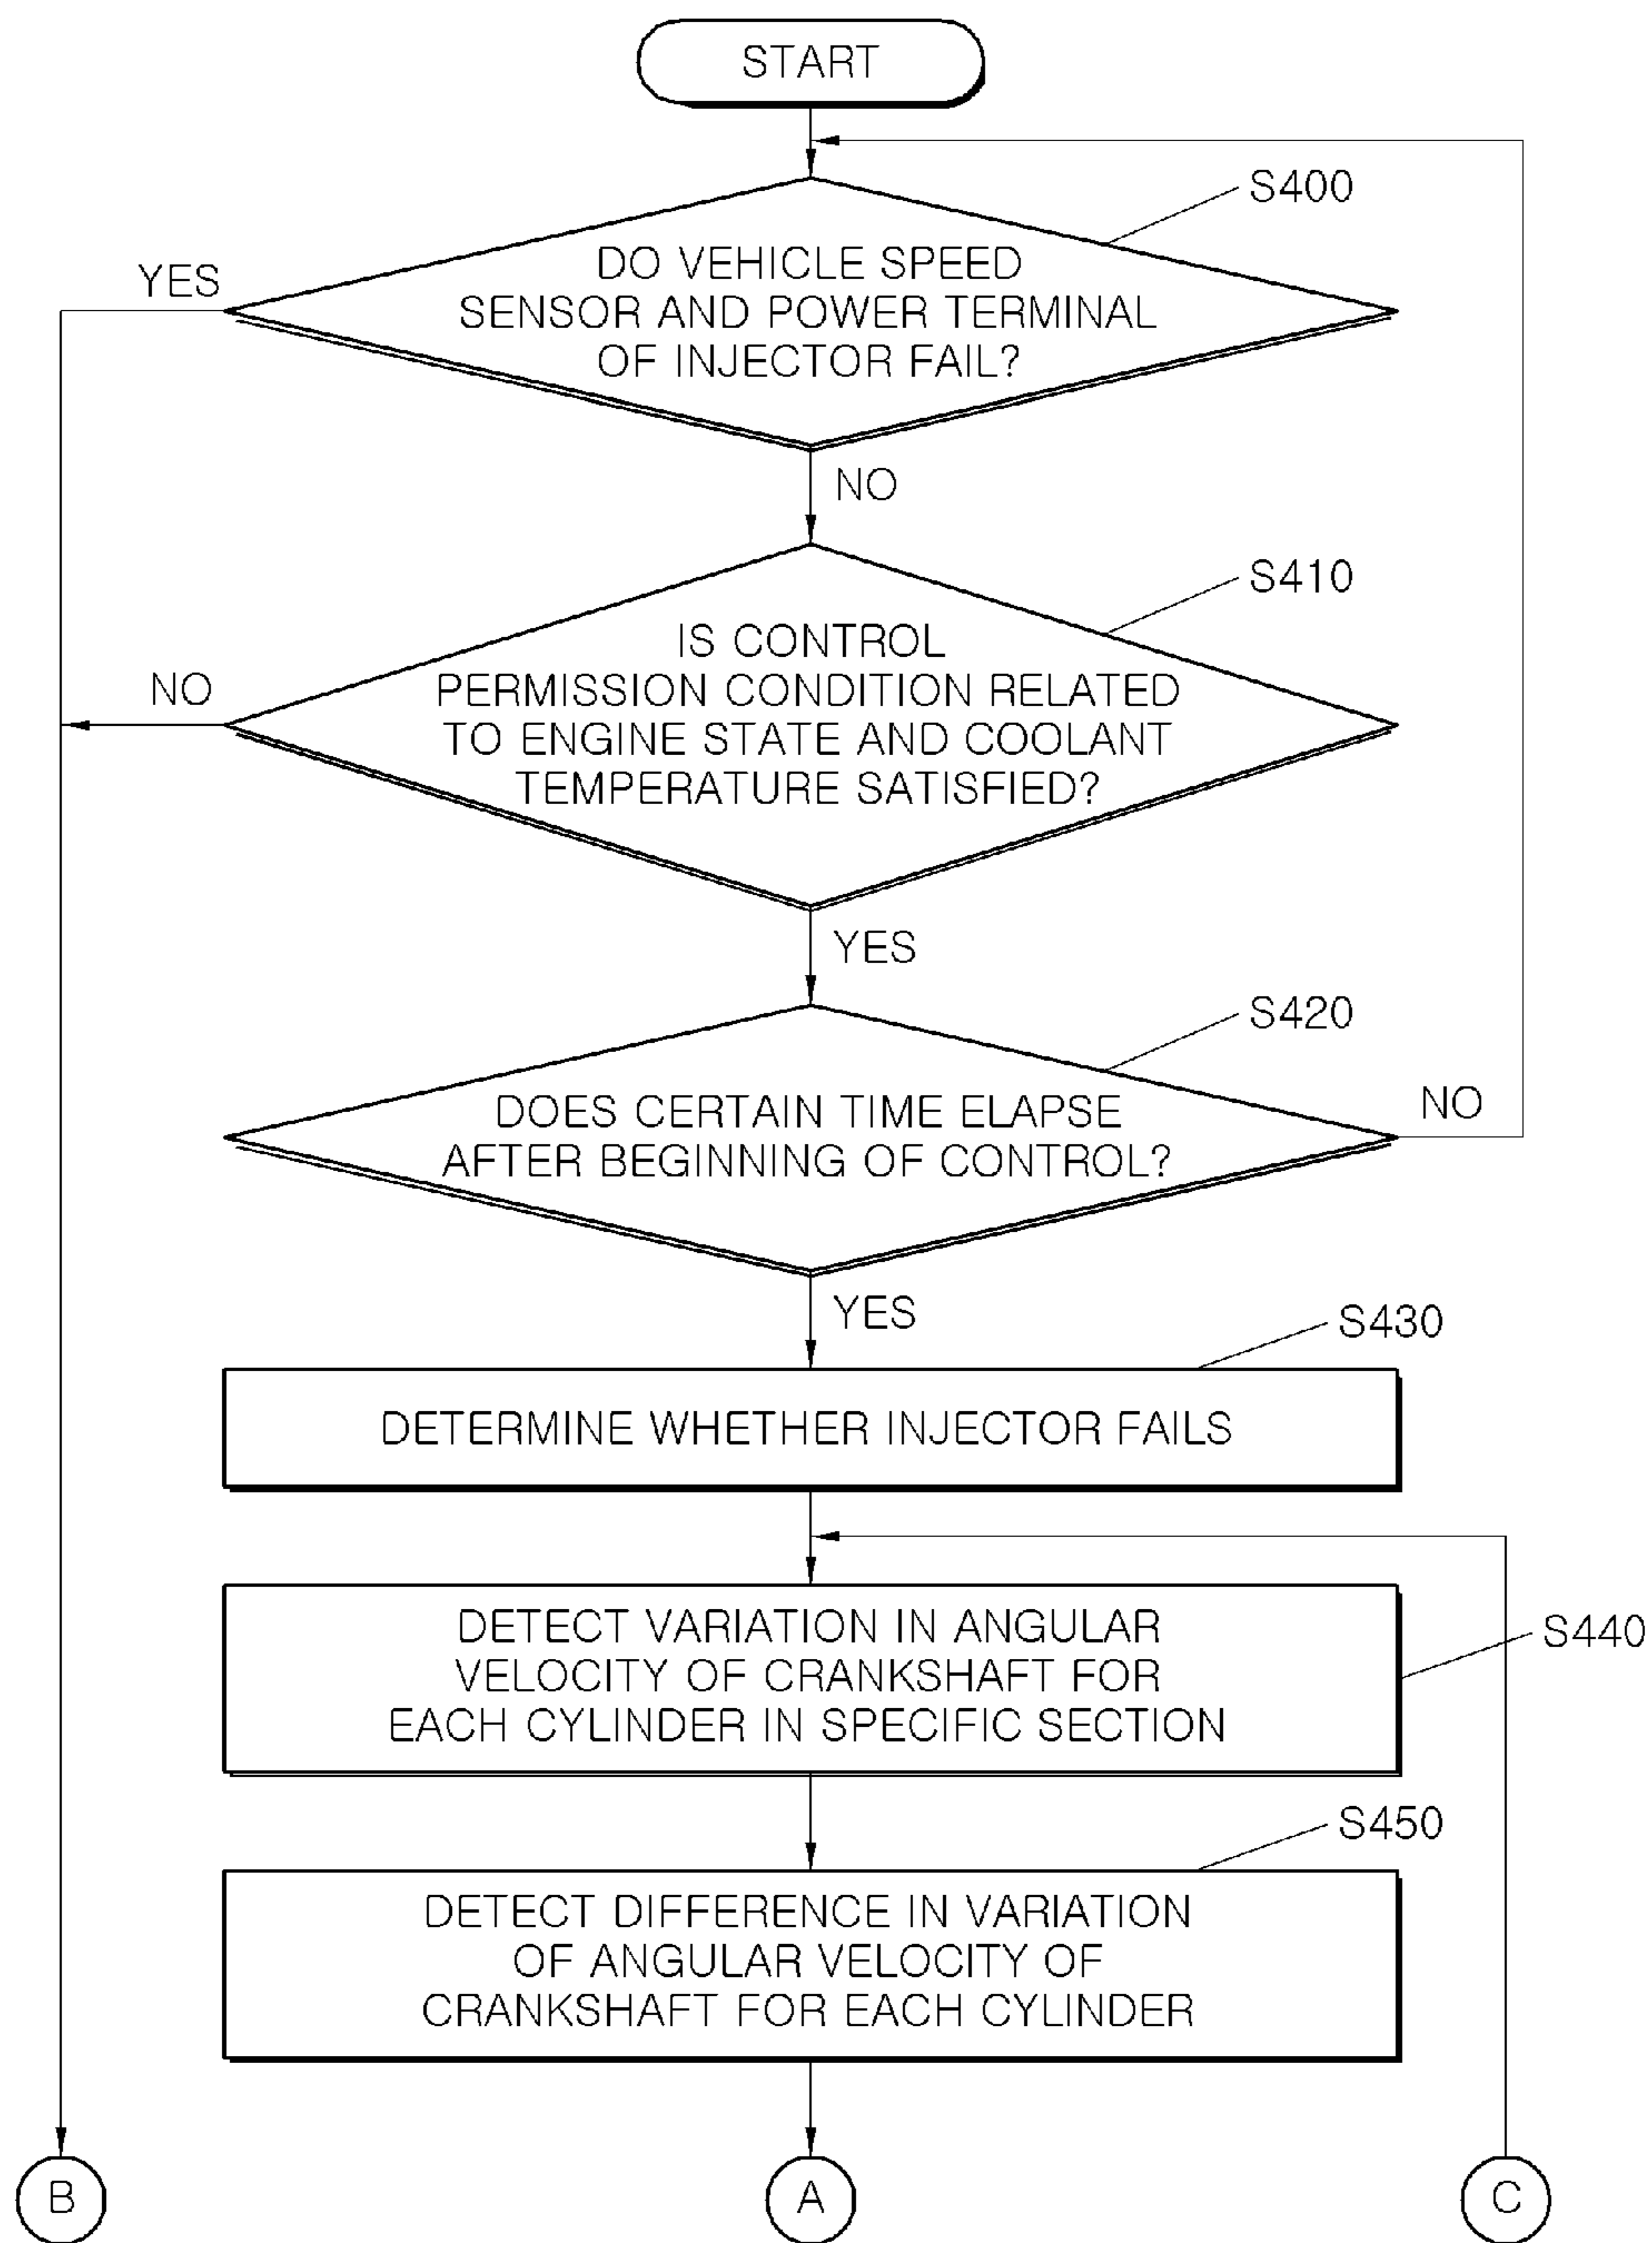 START
S400
DO VEHICLE SPEED
SENSOR AND POWER TERMINAL
OF INJECTOR FAIL?
YES
NO
S410
IS CONTROL
PERMISSION CONDITION RELATED
TO ENGINE STATE AND COOLANT
TEMPERATURE SATISFIED?
NO
YES
S420
DOES CERTAIN TIME ELAPSE
AFTER BEGINNING OF CONTROL?
NO
YES
S430
DETERMINE WHETHER INJECTOR FAILS
DETECT VARIATION IN ANGULAR
VELOCITY OF CRANKSHAFT FOR
EACH CYLINDER IN SPECIFIC SECTION
S440
S450
DETECT DIFFERENCE IN VARIATION
OF ANGULAR VELOCITY OF
CRANKSHAFT FOR EACH CYLINDER
B
A
C